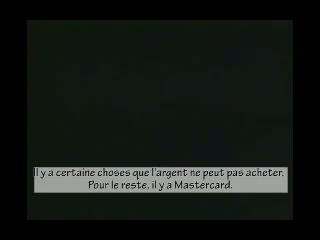 Il y a certaine choses que l'argent ne peut pas acheter.
Pour le reste, il y a Mastercard.